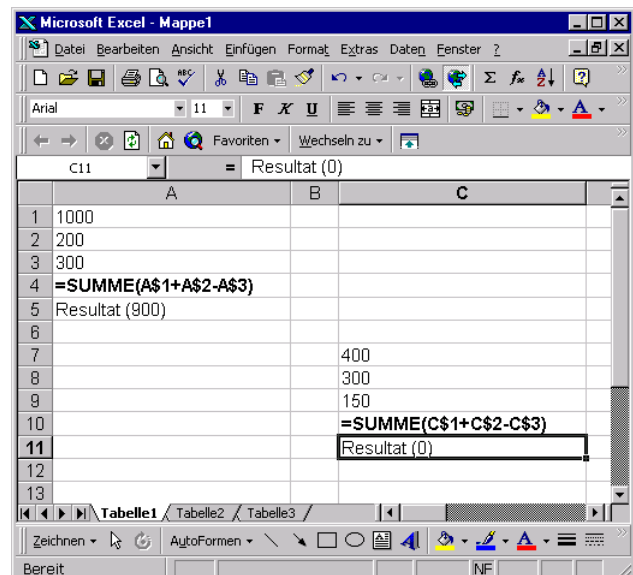 Microsoft Excel - Mappe1
Datei Bearbeiten Ansicht Einfügen Format Extras Daten Fenster ?
Arial 11 F K U
Favoriten Wechseln zu
C11 = Resultat (0)
A B C
1 1000
2 200
3 300
4 =SUMME(A$1+A$2-A$3)
5 Resultat (900)
6
7 400
8 300
9 150
10 =SUMME(C$1+C$2-C$3)
11 Resultat (0)
12
13
Tabelle1 Tabelle2 Tabelle3
Zeichnen AutoFormen
Bereit NF